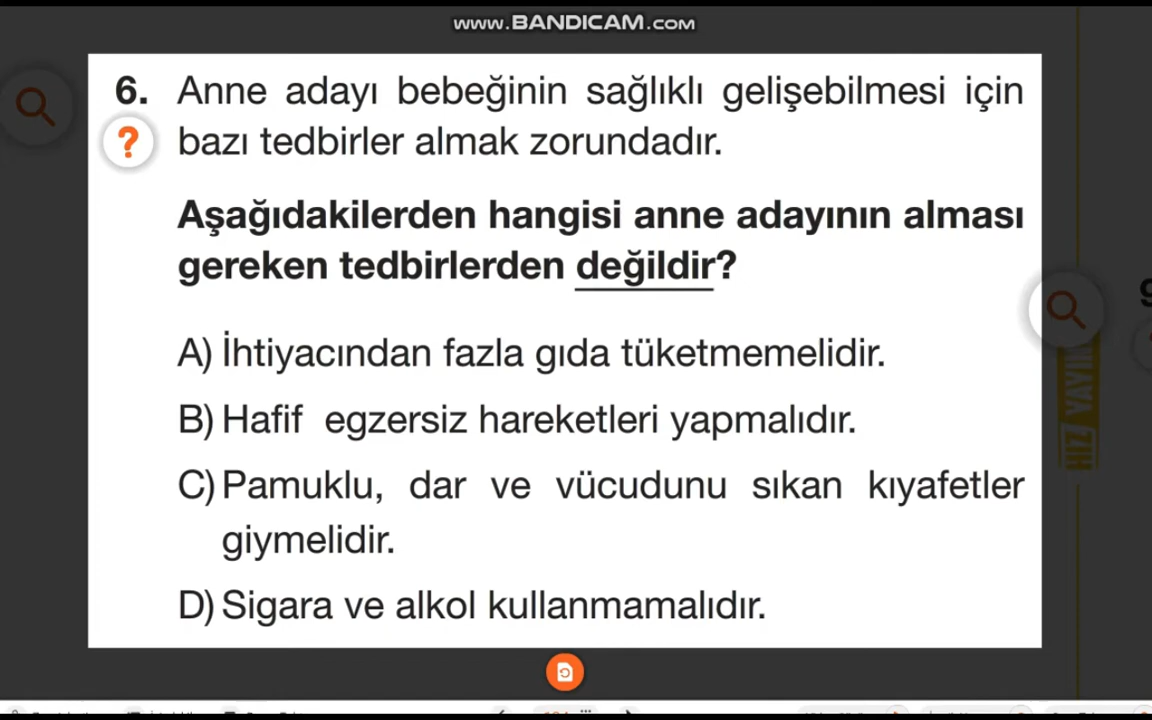 www.BANDICAM.com
6. Anne adayı bebeğinin sağlıklı gelişebilmesi için
? bazı tedbirler almak zorundadır.
Aşağıdakilerden hangisi anne adayının alması
gereken tedbirlerden değildir?
A) İhtiyacından fazla gıda tüketmemelidir.
B) Hafif egzersiz hareketleri yapmalıdır.
C) Pamuklu, dar ve vücudunu sıkan kıyafetler
giymelidir.
D) Sigara ve alkol kullanmamalıdır.
HIZ YAYIN